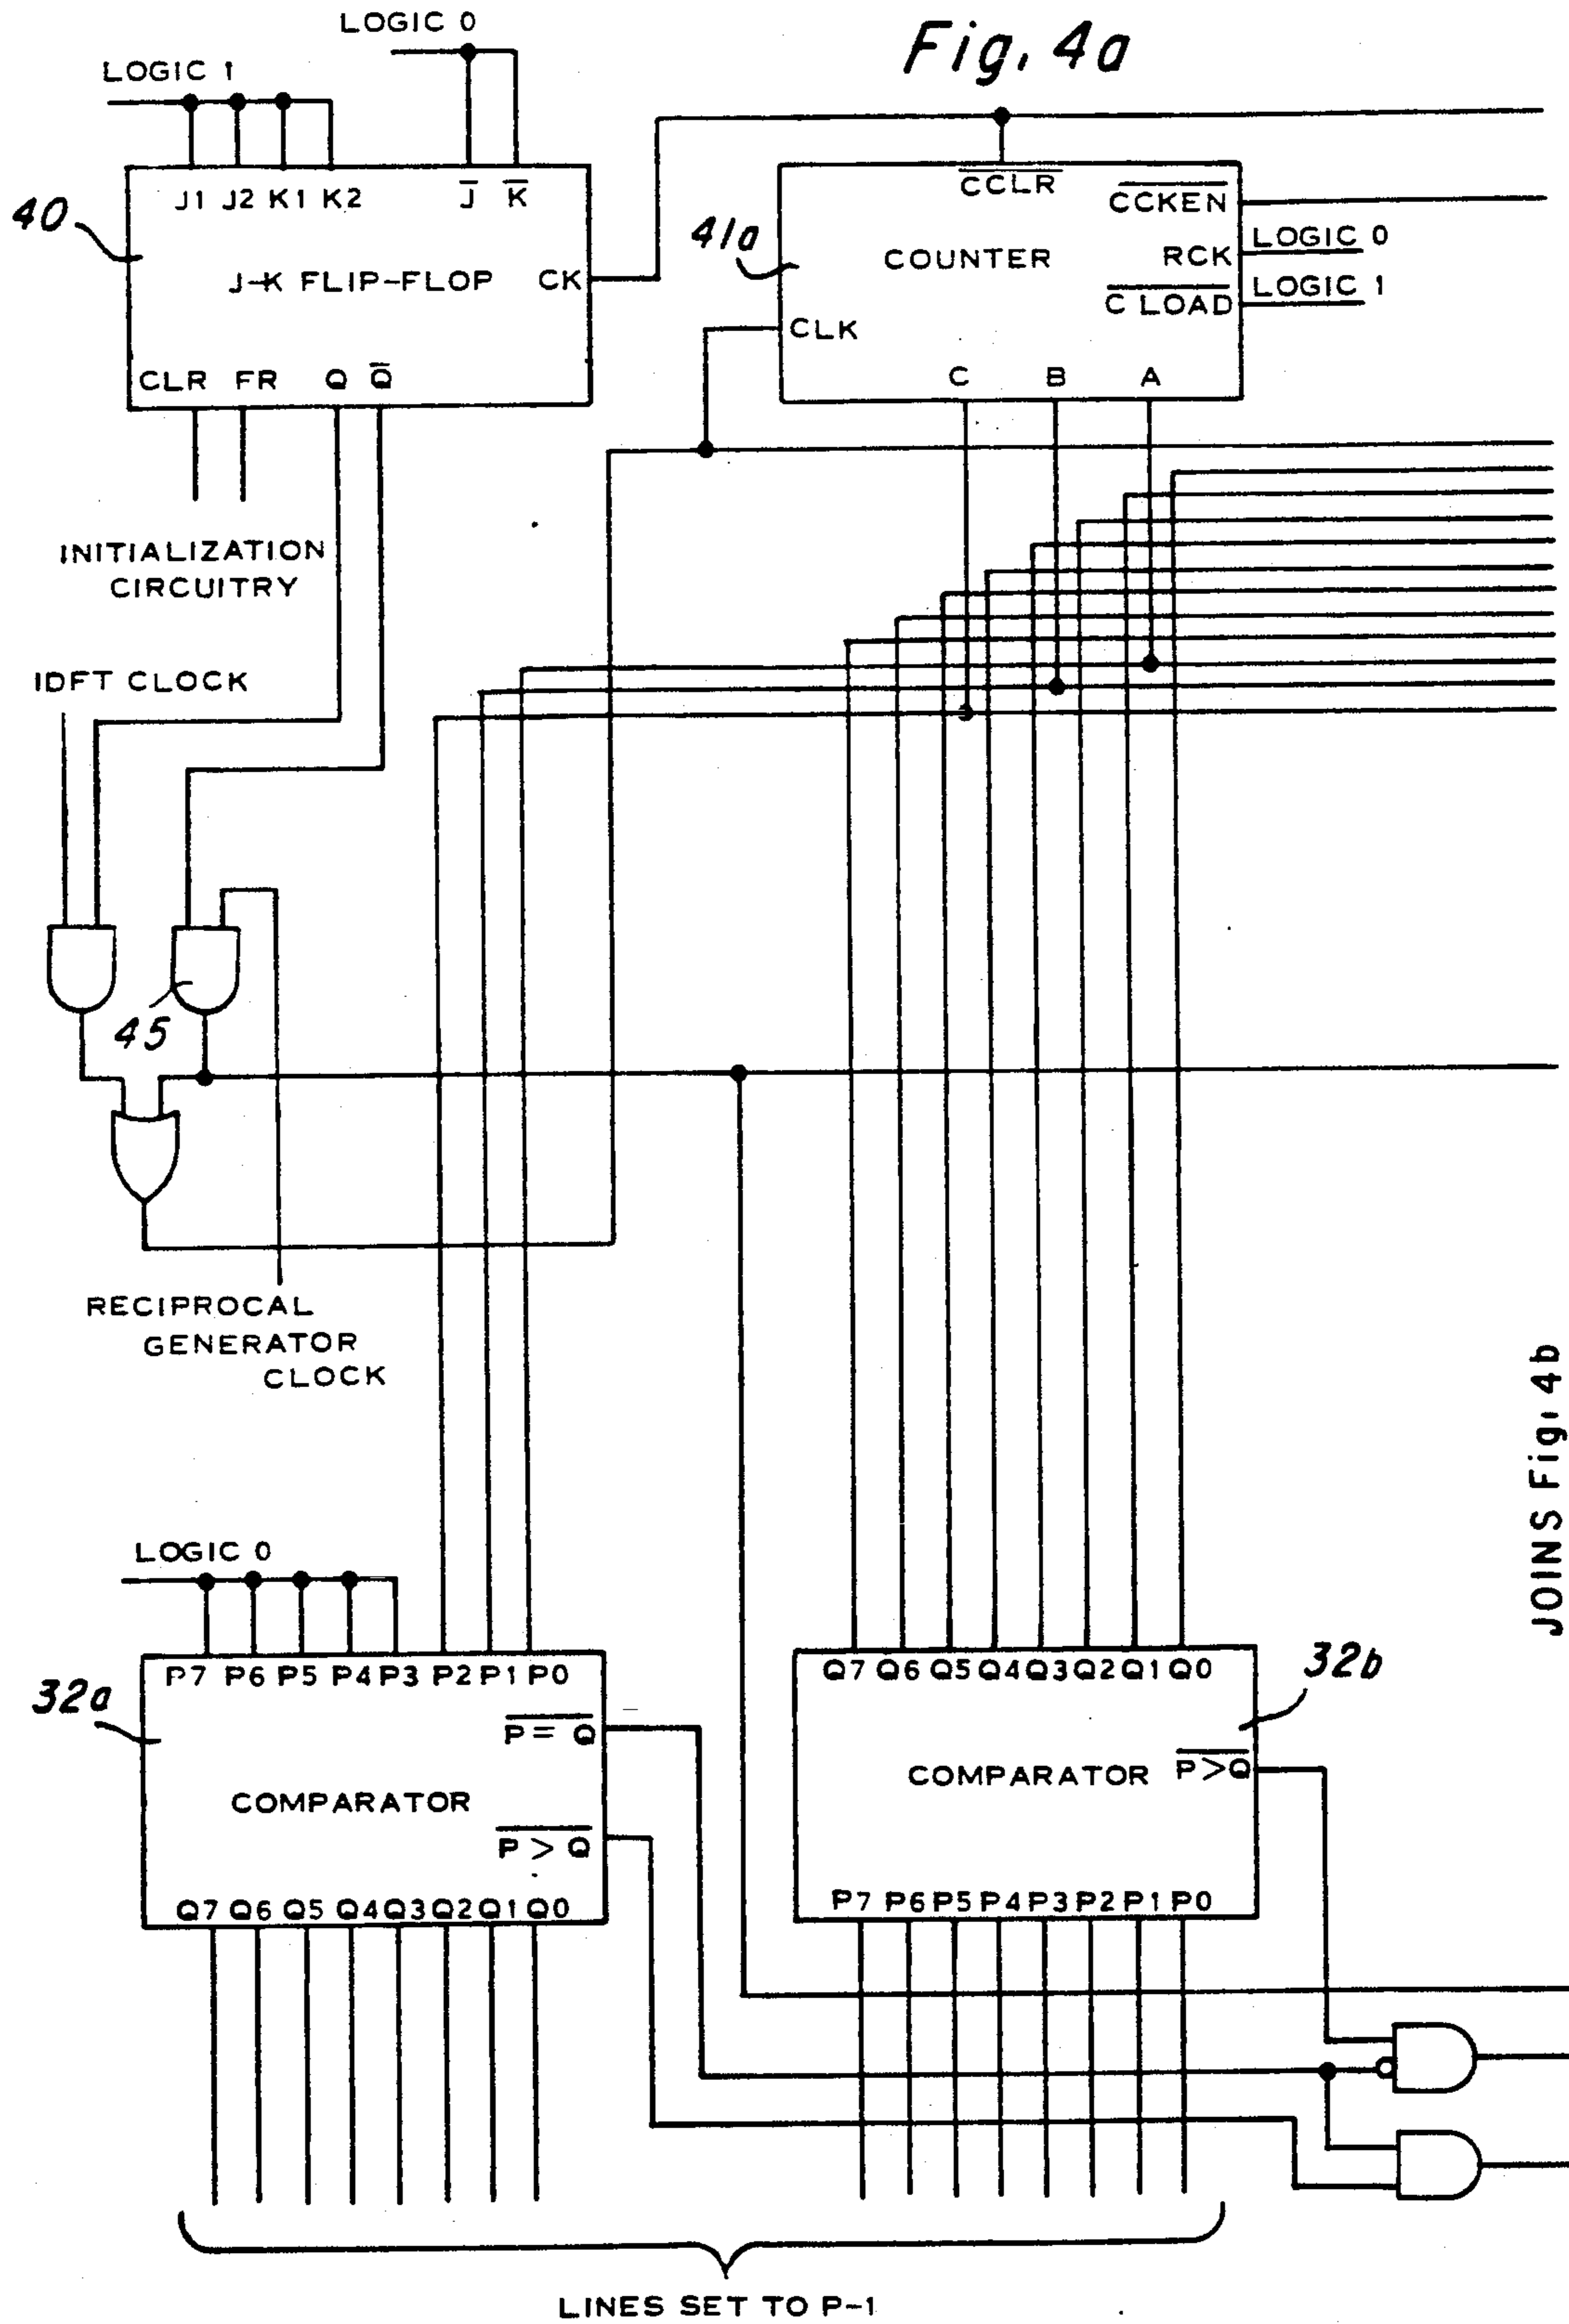 Fig. 4a
LOGIC 0
LOGIC 1
J1 J2 K1 K2 J̅ K̅
40
J-K FLIP-FLOP CK
CLR FR Q Q̅
INITIALIZATION
CIRCUITRY
C̅C̅L̅R̅
C̅C̅K̅E̅N̅
41a
COUNTER
RCK LOGIC 0
C̅ L̅O̅A̅D̅ LOGIC 1
CLK
C B A
IDFT CLOCK
45
RECIPROCAL
GENERATOR
CLOCK
JOINS Fig. 4b
LOGIC 0
P7 P6 P5 P4 P3 P2 P1 P0
32a
P̅=̅ Q̅
COMPARATOR
P̅ >̅ Q̅
Q7 Q6 Q5 Q4 Q3 Q2 Q1 Q0
Q7 Q6 Q5 Q4 Q3 Q2 Q1 Q0
32b
COMPARATOR P̅>̅Q̅
P7 P6 P5 P4 P3 P2 P1 P0
LINES SET TO P-1